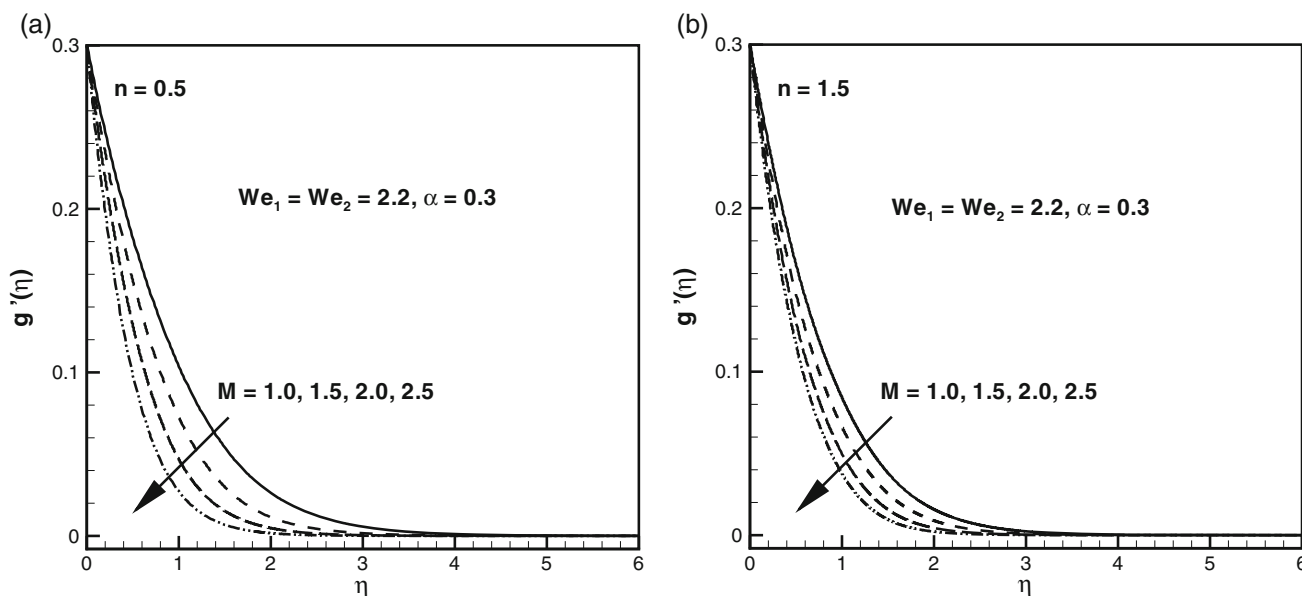 (a)
0.3
n = 0.5
We₁ = We₂ = 2.2, α = 0.3
0.2
g ’(η)
M = 1.0, 1.5, 2.0, 2.5
0.1
0
0 1 2 3 4 5 6
η
(b)
0.3
n = 1.5
We₁ = We₂ = 2.2, α = 0.3
0.2
g ’(η)
M = 1.0, 1.5, 2.0, 2.5
0.1
0
0 1 2 3 4 5 6
η